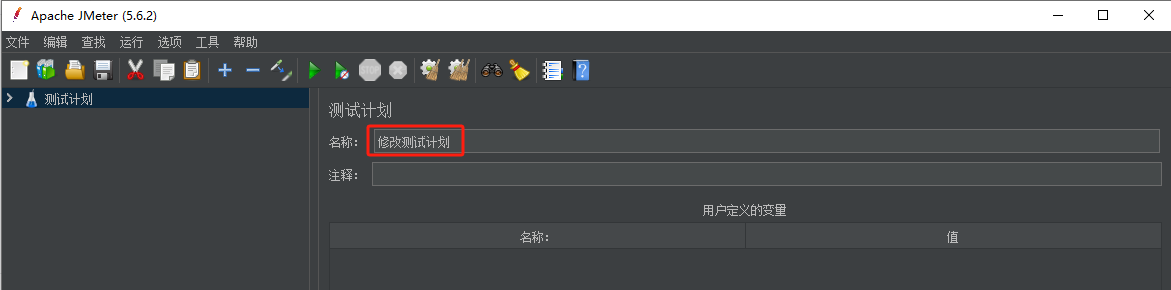 Apache JMeter (5.6.2)
文件 编辑 查找 运行 选项 工具 帮助
STOP
测试计划
测试计划
名称： 修改测试计划
注释：
用户定义的变量
名称： 值